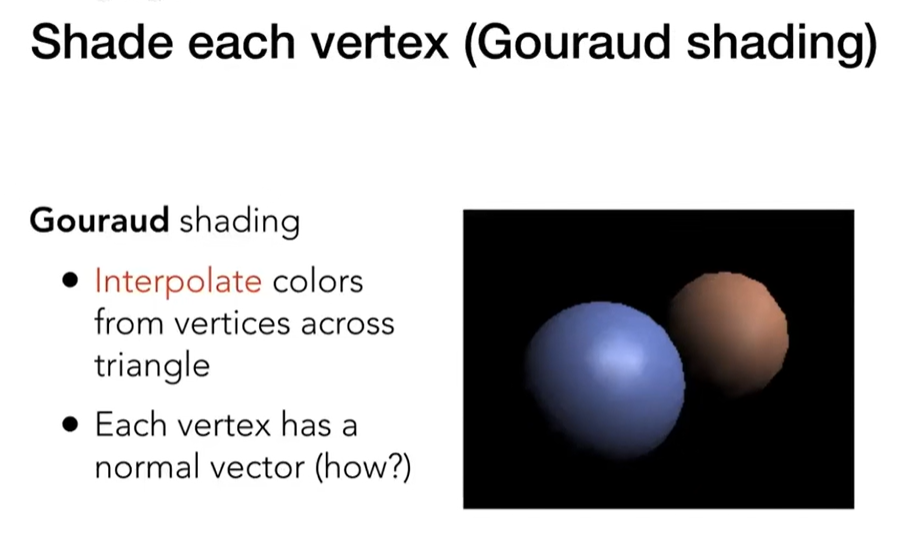 Shade each vertex (Gouraud shading)
Gouraud shading
• Interpolate colors
from vertices across
triangle
• Each vertex has a
normal vector (how?)